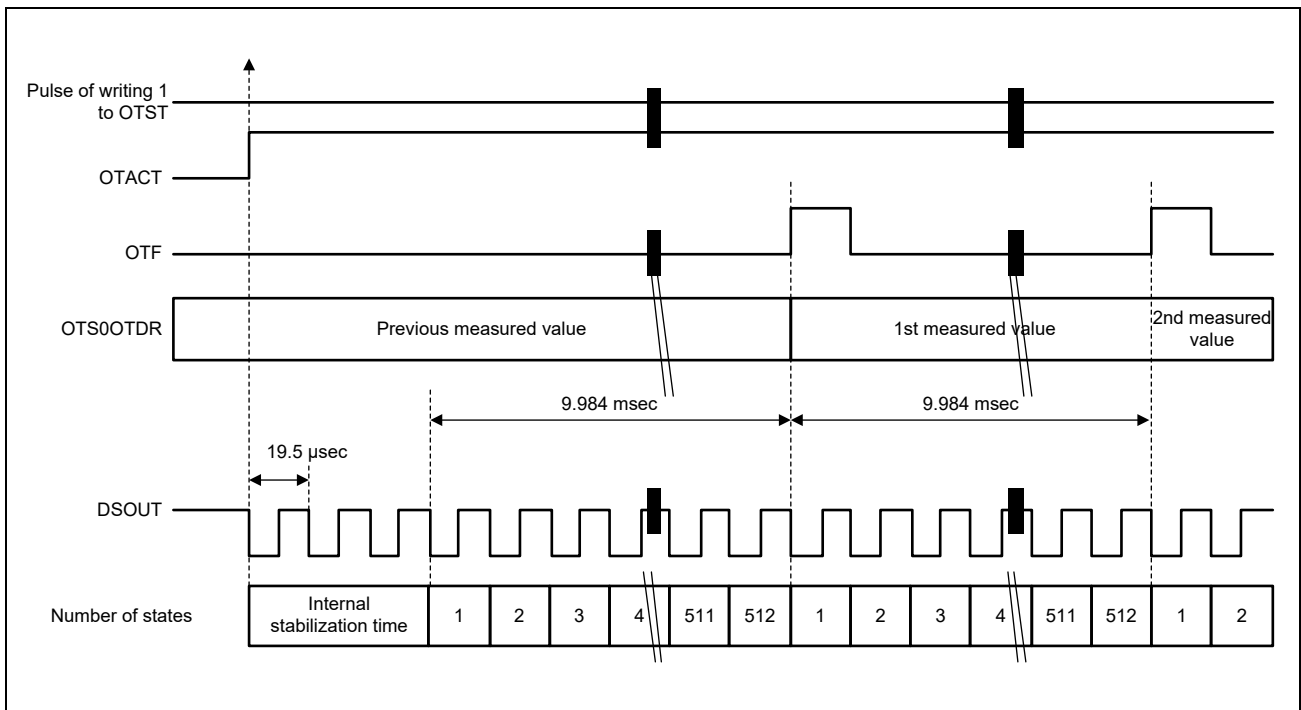 Pulse of writing 1
to OTST
OTACT
OTF
OTS0OTDR
Previous measured value
1st measured value
2nd measured
value
9.984 msec
9.984 msec
19.5 μsec
DSOUT
Number of states
Internal
stabilization time
1
2
3
4
511
512
1
2
3
4
511
512
1
2